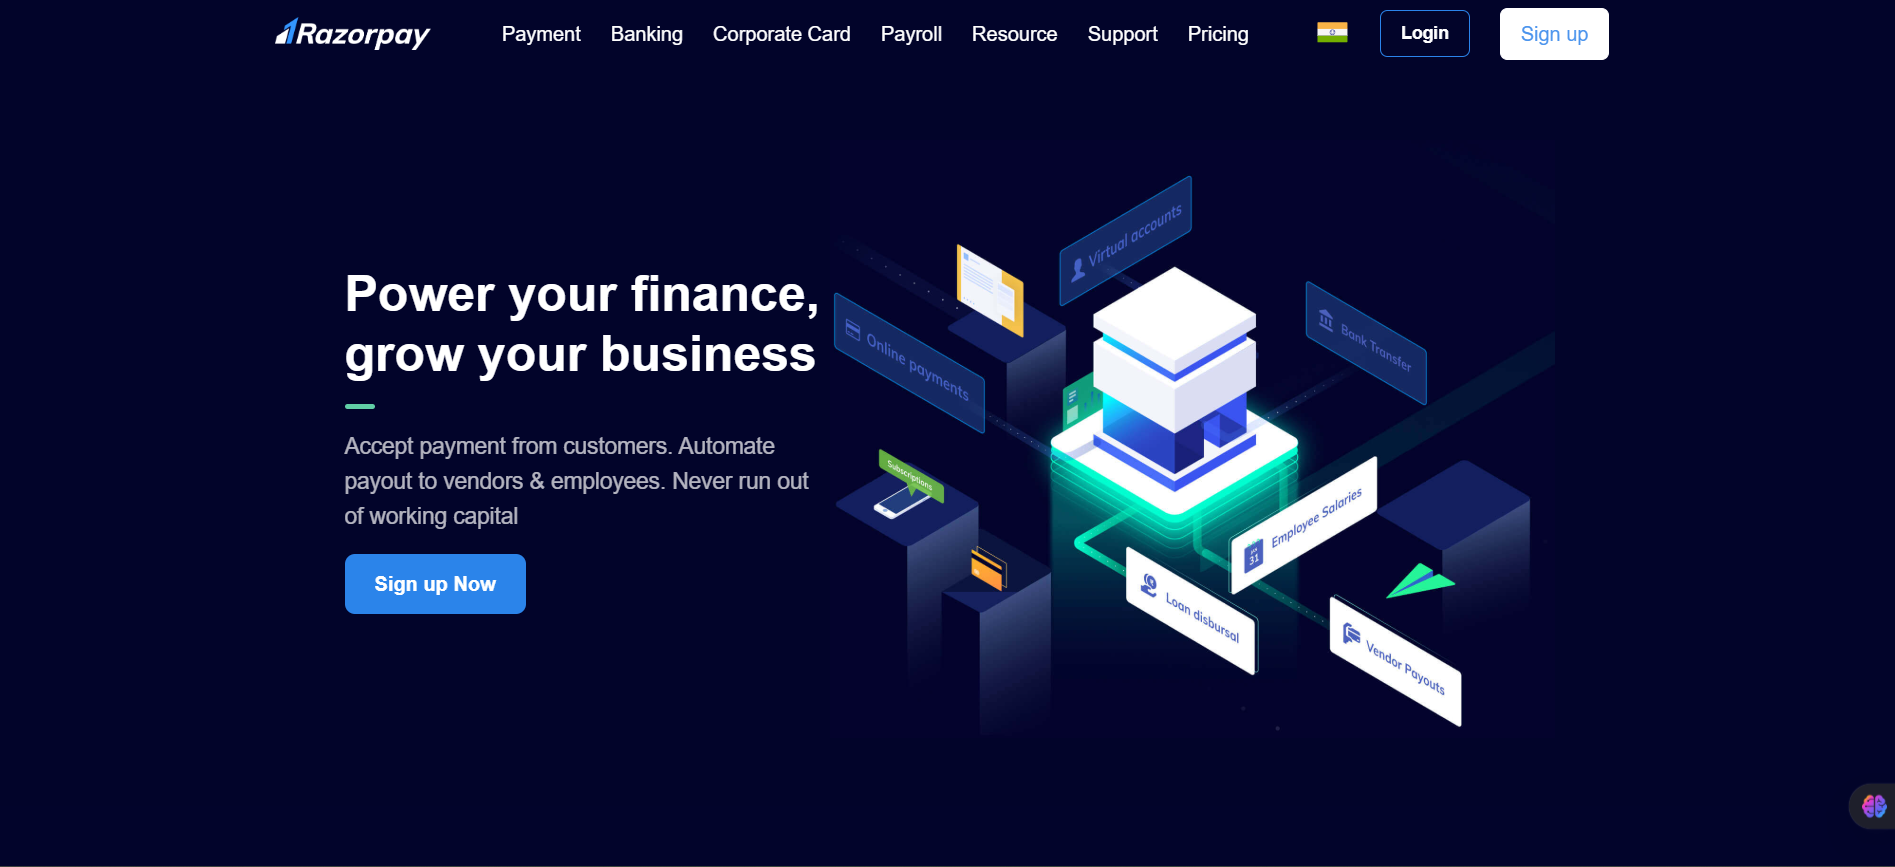 Razorpay
Payment
Banking
Corporate Card
Payroll
Resource
Support
Pricing
Login
Sign up
Power your finance,
grow your business
Accept payment from customers. Automate
payout to vendors & employees. Never run out
of working capital
Sign up Now
Virtual accounts
Online payments
Bank Transfer
Subscriptions
Employee Salaries
31
Loan disbursal
Vendor Payouts